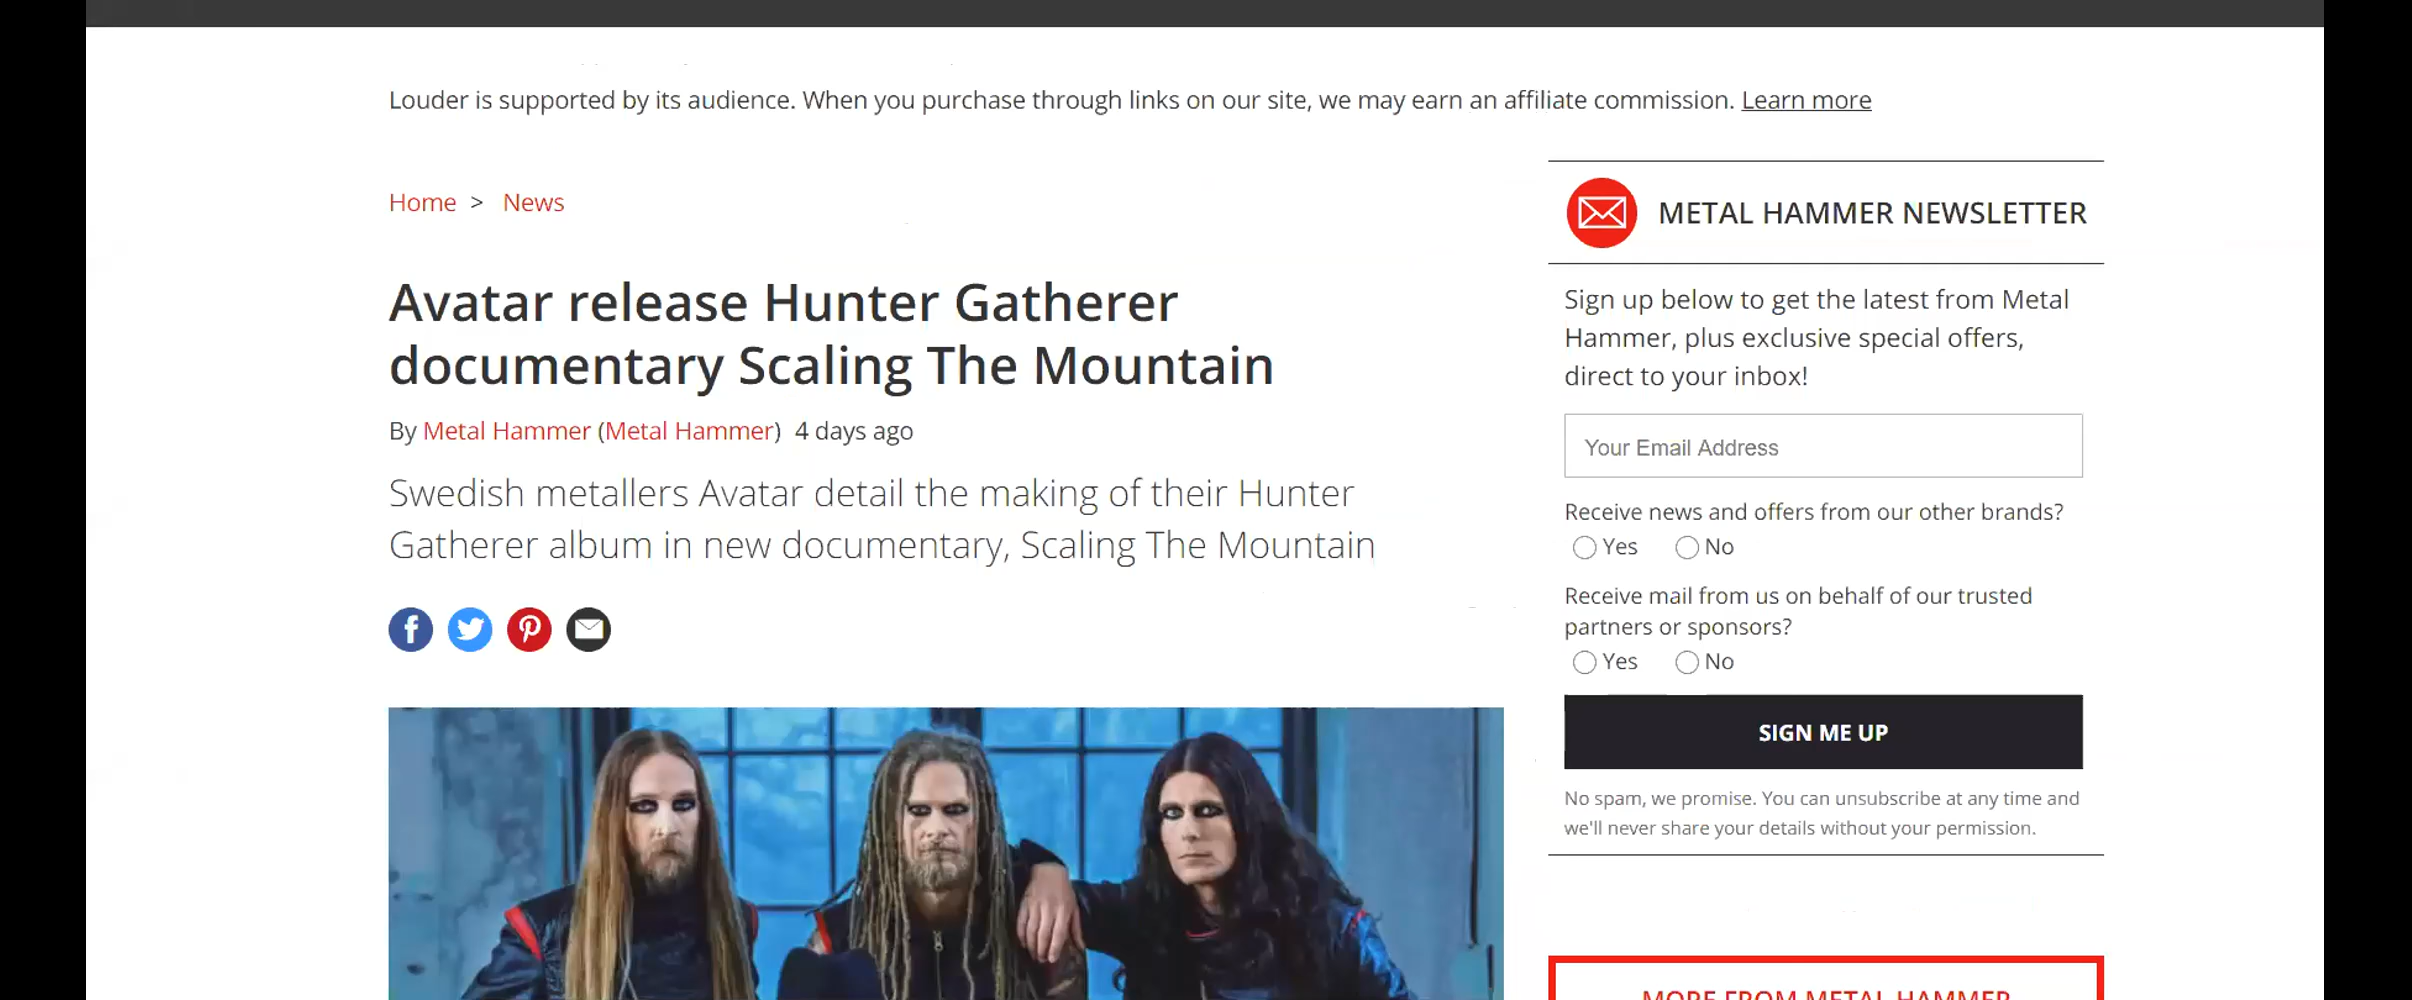 Louder is supported by its audience. When you purchase through links on our site, we may earn an affiliate commission. Learn more
Home > News
Avatar release Hunter Gatherer
documentary Scaling The Mountain
By Metal Hammer (Metal Hammer) 4 days ago
Swedish metallers Avatar detail the making of their Hunter
Gatherer album in new documentary, Scaling The Mountain
METAL HAMMER NEWSLETTER
Sign up below to get the latest from Metal
Hammer, plus exclusive special offers,
direct to your inbox!
Your Email Address
Receive news and offers from our other brands?
Yes No
Receive mail from us on behalf of our trusted
partners or sponsors?
Yes No
SIGN ME UP
No spam, we promise. You can unsubscribe at any time and
we'll never share your details without your permission.
MORE FROM METAL HAMMER